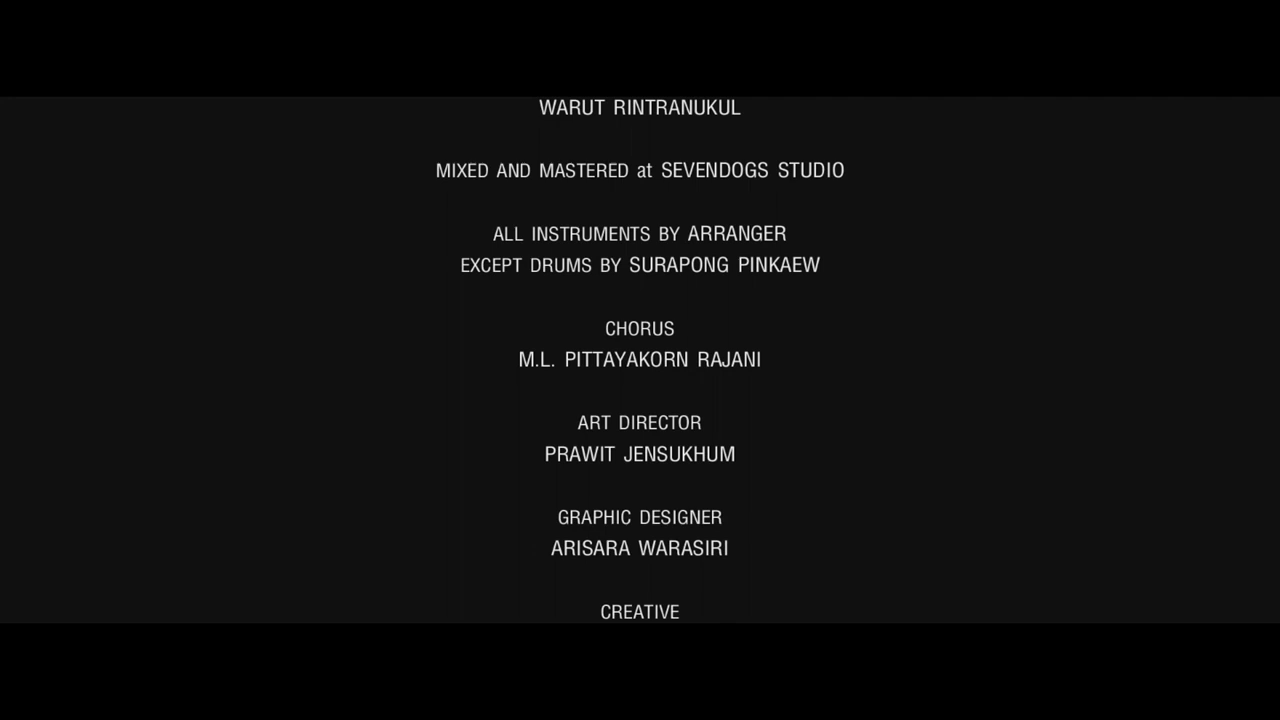 WARUT RINTRANUKUL
MIXED AND MASTERED at SEVENDOGS STUDIO
ALL INSTRUMENTS BY ARRANGER
EXCEPT DRUMS BY SURAPONG PINKAEW
CHORUS
M.L. PITTAYAKORN RAJANI
ART DIRECTOR
PRAWIT JENSUKHUM
GRAPHIC DESIGNER
ARISARA WARASIRI
CREATIVE